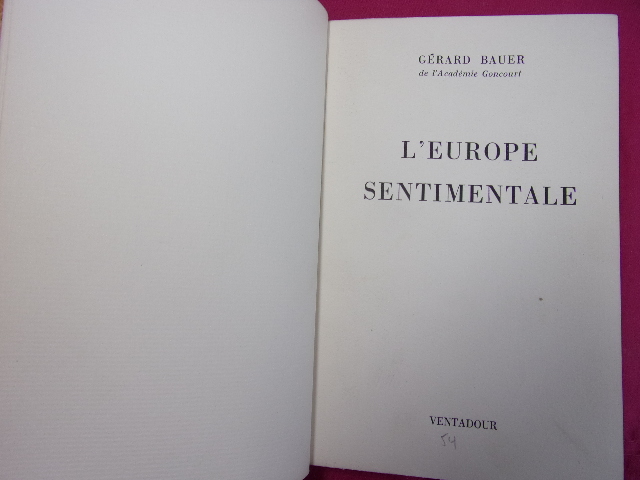 GÉRARD BAUER
de l'Académie Goncourt
L'EUROPE
SENTIMENTALE
VENTADOUR
54